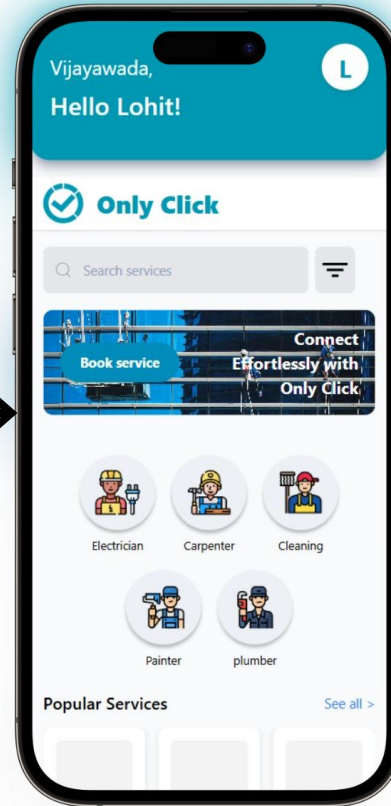 Vijayawada,
L
Hello Lohit!
Only Click
Search services
Book service
Connect
Effortlessly with
Only Click
Electrician
Carpenter
Cleaning
Painter
plumber
Popular Services
See all >